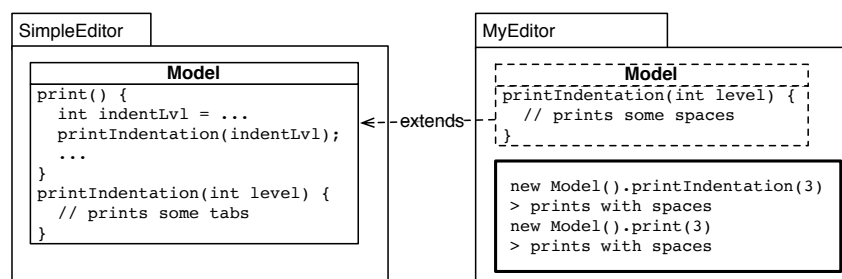 SimpleEditor
Model
print() {
int indentLvl = ...
printIndentation(indentLvl);
...
}
printIndentation(int level) {
// prints some tabs
}
extends
MyEditor
Model
printIndentation(int level) {
// prints some spaces
}
new Model().printIndentation(3)
> prints with spaces
new Model().print(3)
> prints with spaces